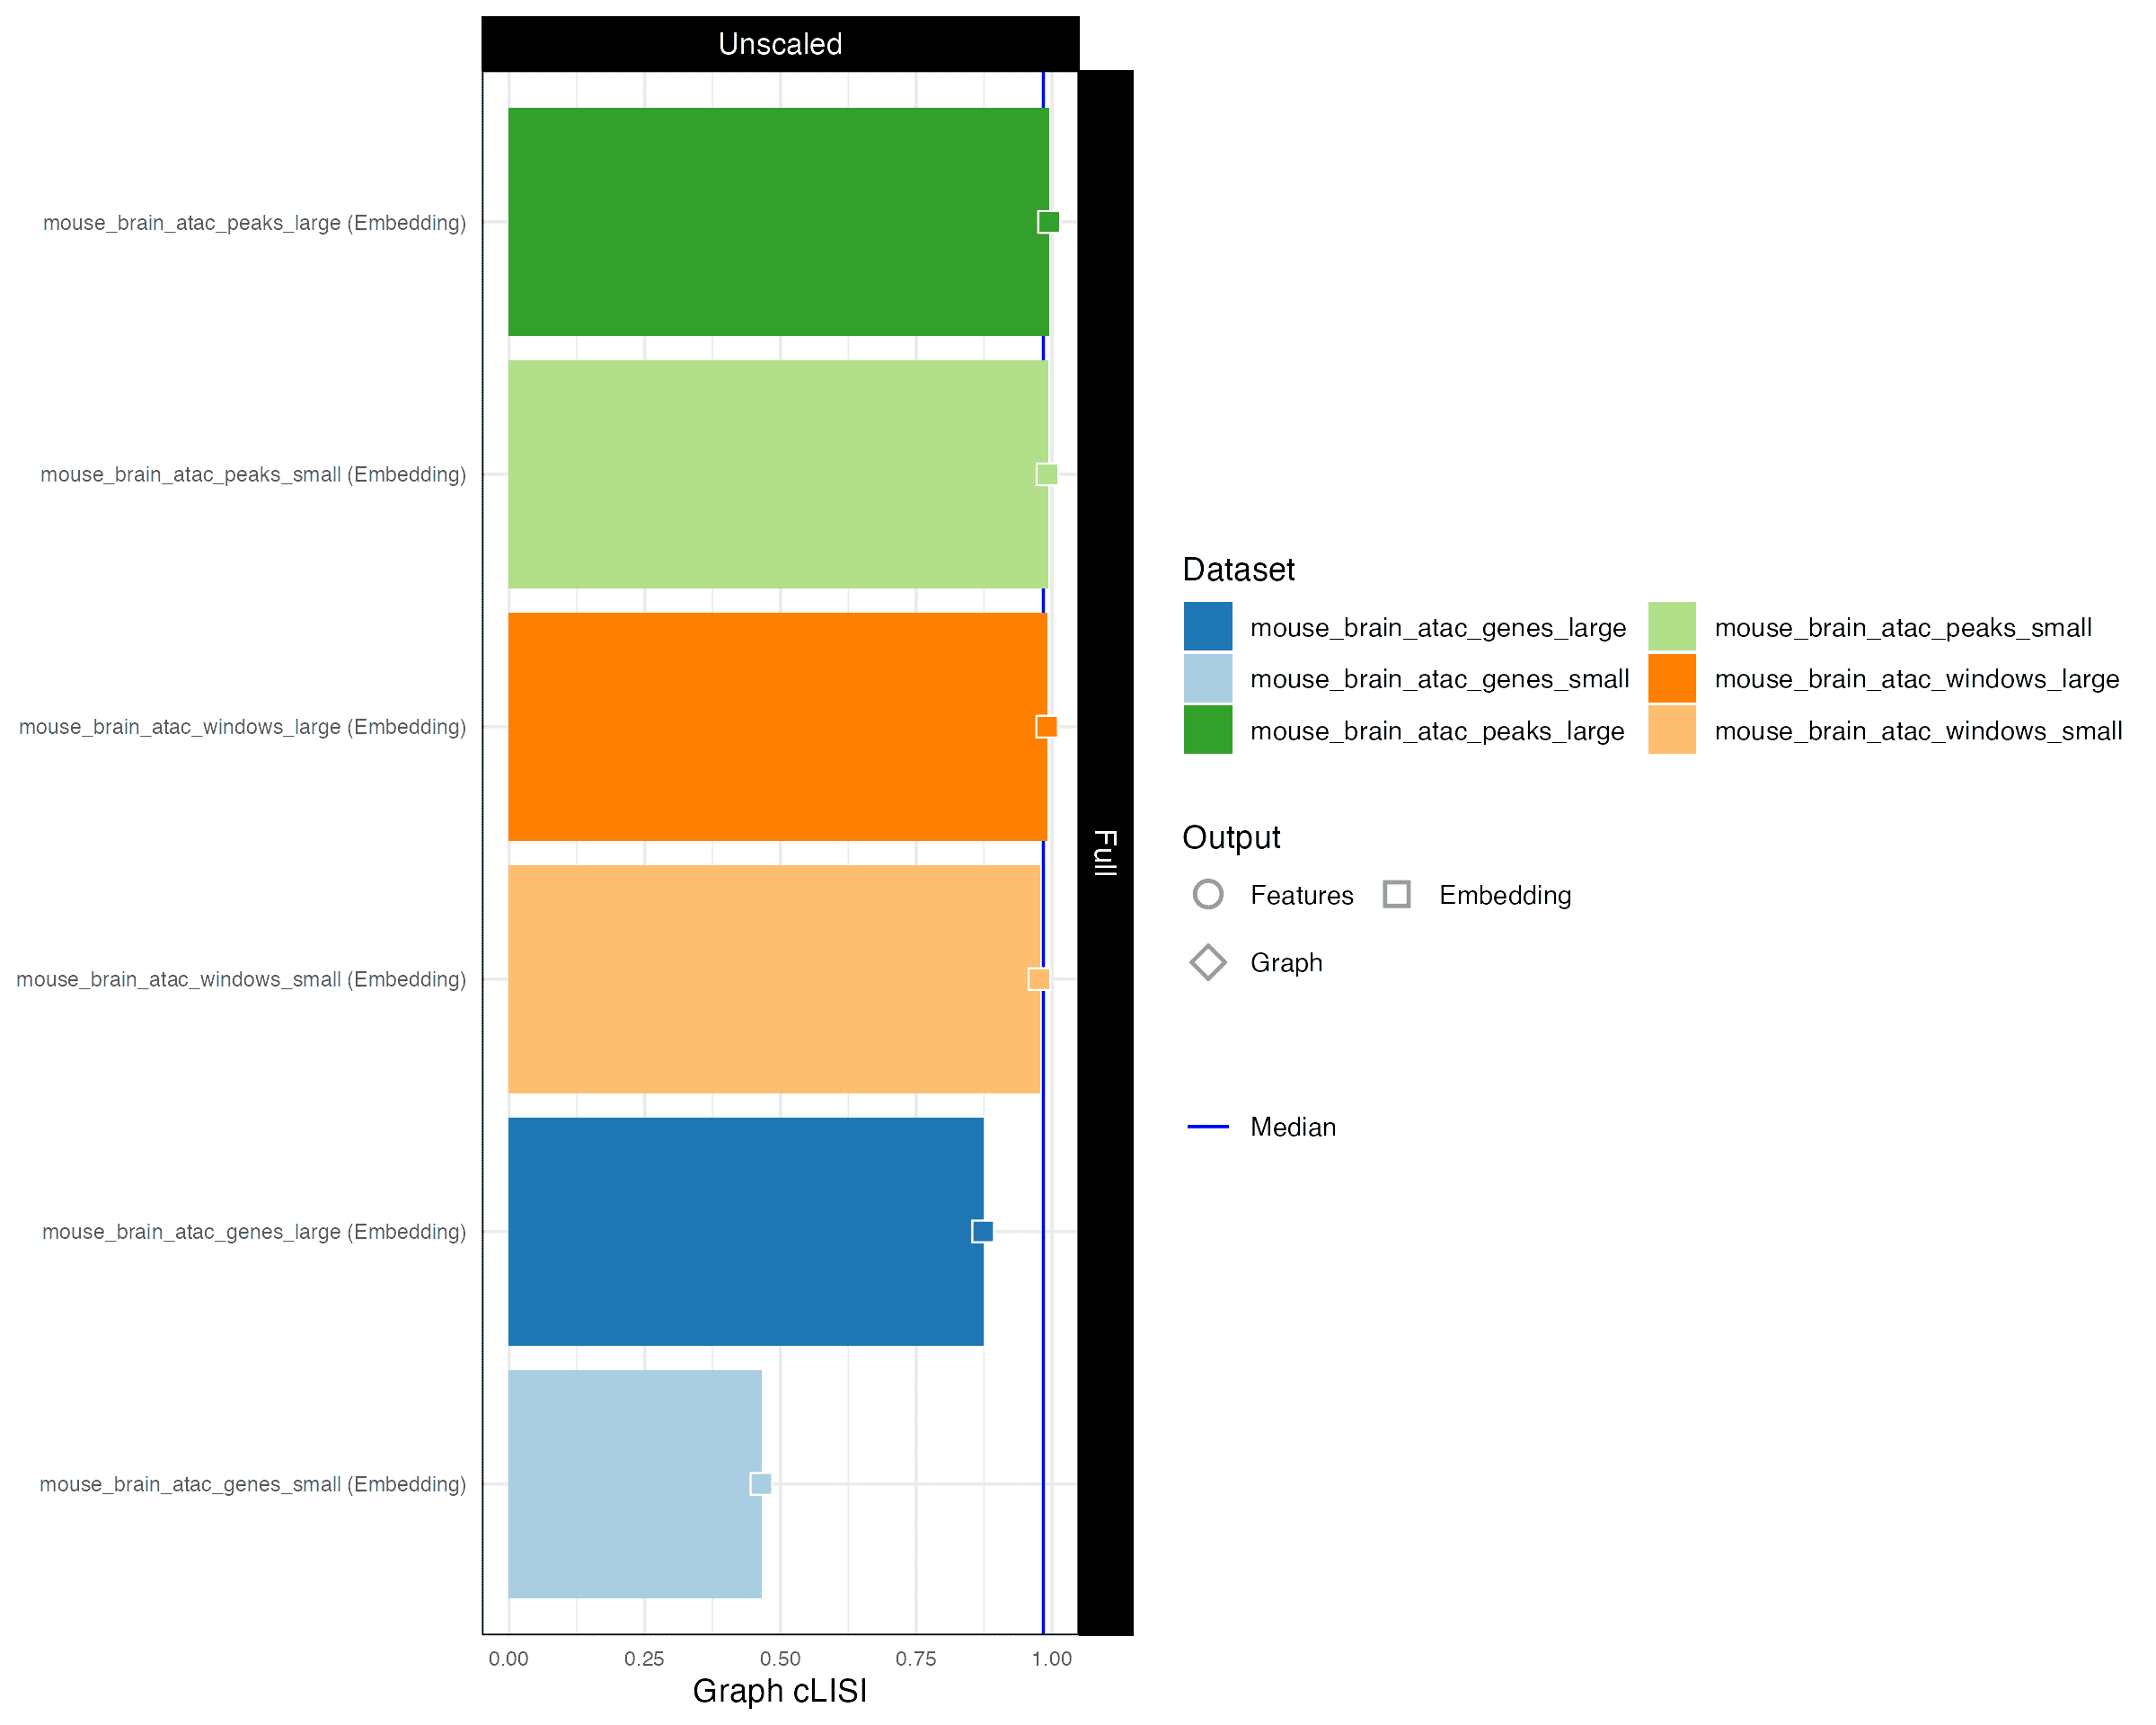 Unscaled
mouse_brain_atac_peaks_large (Embedding)
mouse_brain_atac_peaks_small (Embedding)
mouse_brain_atac_windows_large (Embedding)
mouse_brain_atac_windows_small (Embedding)
mouse_brain_atac_genes_large (Embedding)
mouse_brain_atac_genes_small (Embedding)
0.00 0.25 0.50 0.75 1.00
Graph cLISI
Full
Dataset
mouse_brain_atac_genes_large mouse_brain_atac_peaks_small
mouse_brain_atac_genes_small mouse_brain_atac_windows_large
mouse_brain_atac_peaks_large mouse_brain_atac_windows_small
Output
Features Embedding
Graph
Median